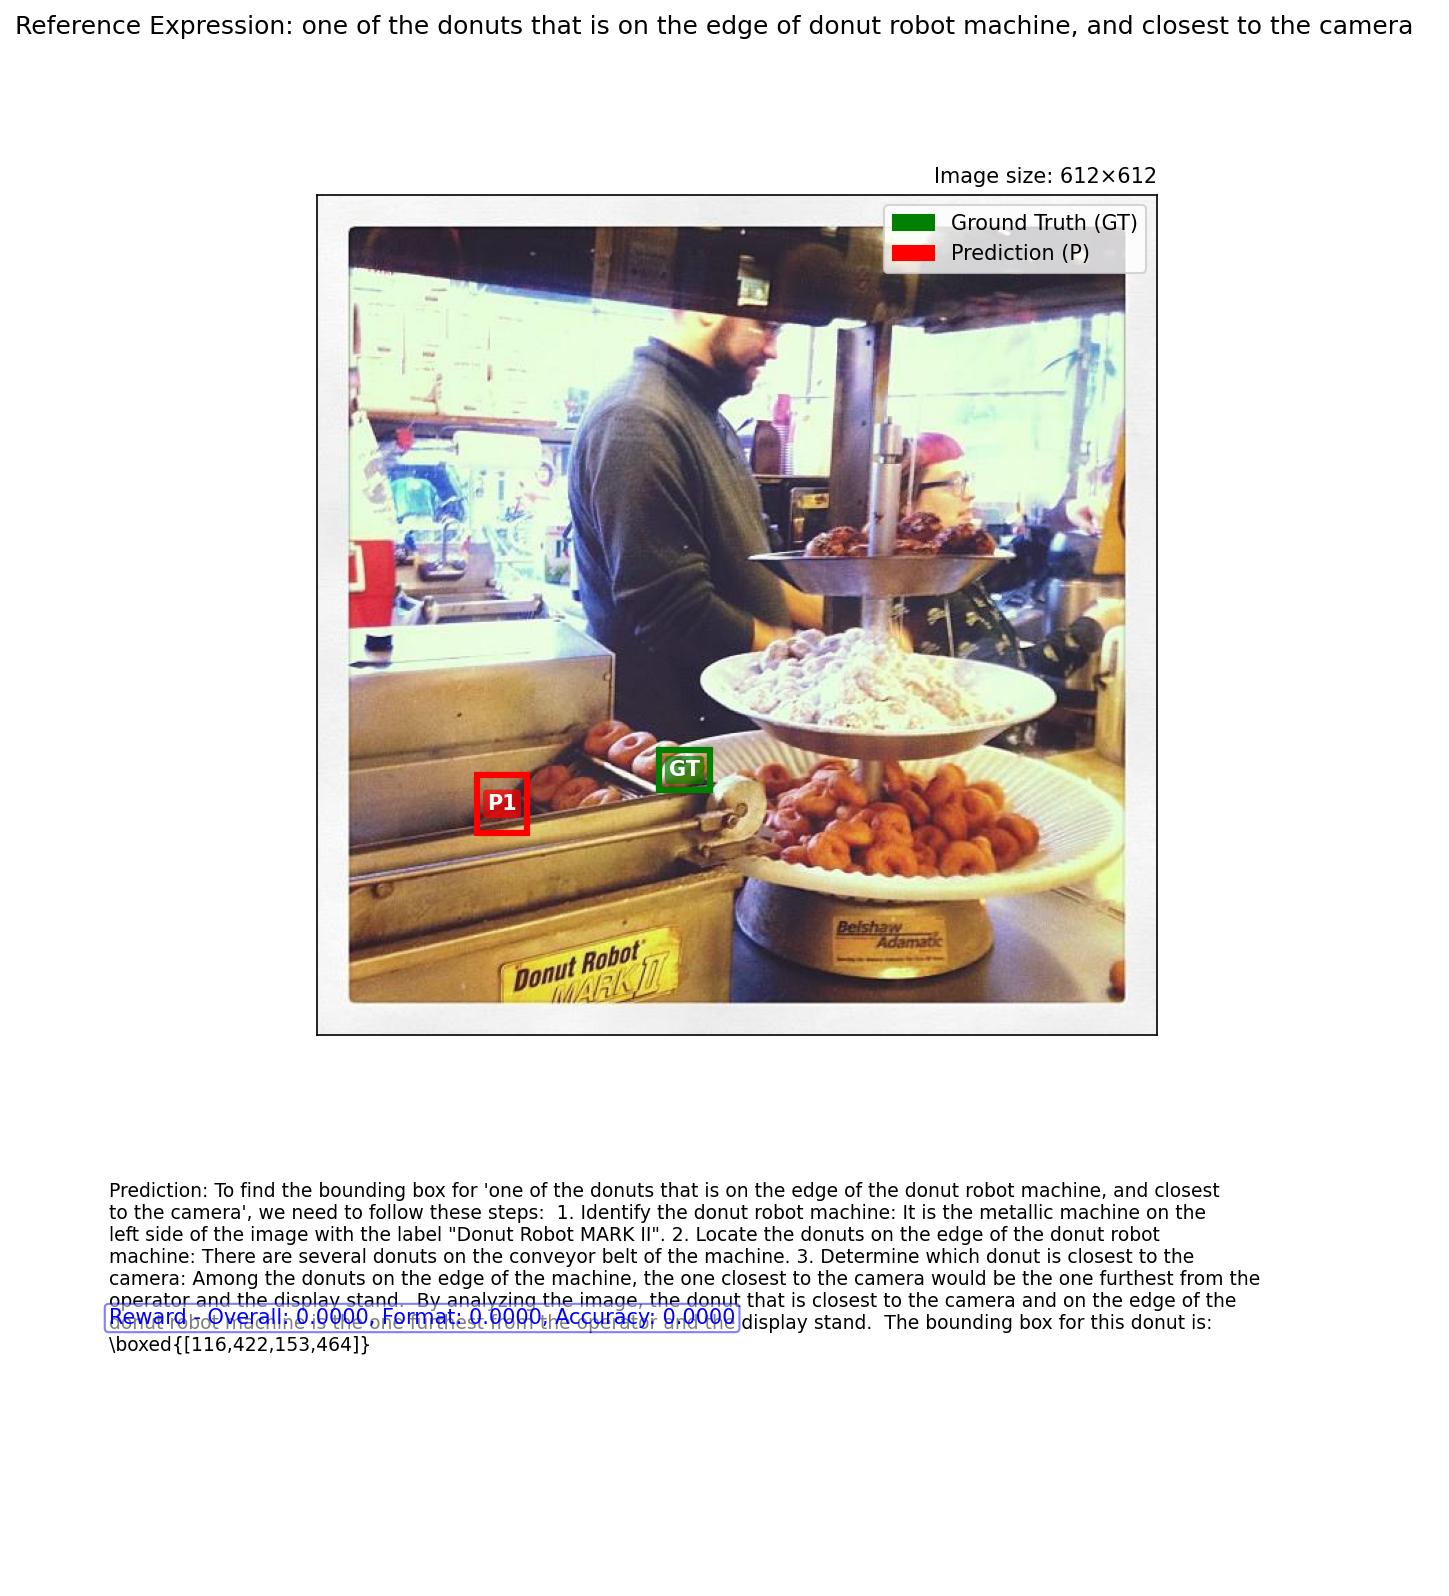 Reference Expression: one of the donuts that is on the edge of donut robot machine, and closest to the camera
Image size: 612×612
Ground Truth (GT)
Prediction (P)
GT
P1
Belshaw
Adamatic
Donut Robot
MARK II
Prediction: To find the bounding box for 'one of the donuts that is on the edge of the donut robot machine, and closest
to the camera', we need to follow these steps:  1. Identify the donut robot machine: It is the metallic machine on the
left side of the image with the label "Donut Robot MARK II". 2. Locate the donuts on the edge of the donut robot
machine: There are several donuts on the conveyor belt of the machine. 3. Determine which donut is closest to the
camera: Among the donuts on the edge of the machine, the one closest to the camera would be the one furthest from the
operator and the display stand.  By analyzing the image, the donut that is closest to the camera and on the edge of the
Reward - Overall: 0.0000, Format: 0.0000, Accuracy: 0.0000
donut robot machine is the one furthest from the operator and the display stand.  The bounding box for this donut is:
\boxed{[116,422,153,464]}